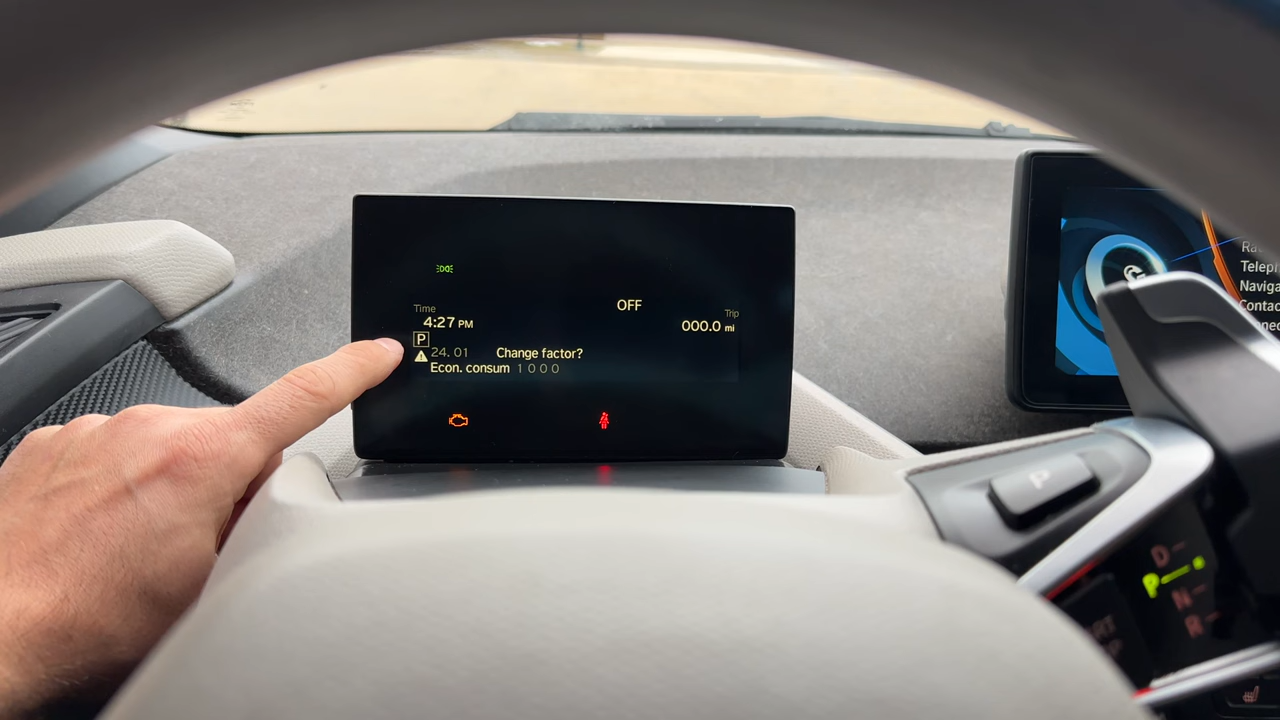 Time
4:27 PM
OFF
Trip
000.0 mi
P
24. 01 Change factor?
Econ. consum 1 0 0 0
Telep
Naviga
Contac
P
D
P
N
R